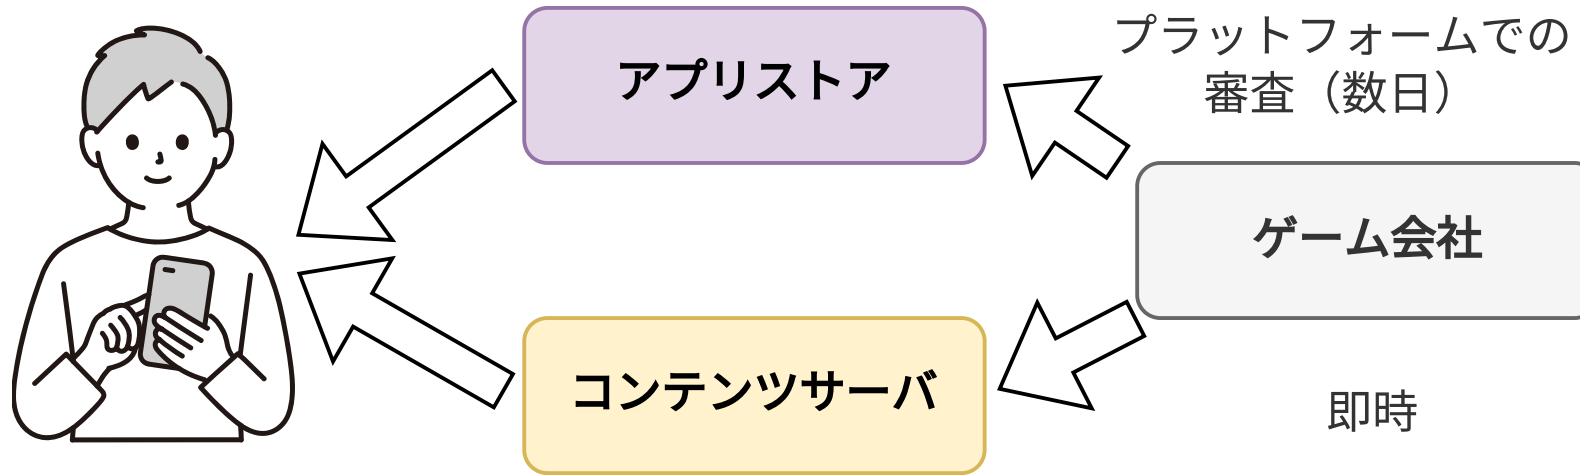 アプリストア
プラットフォームでの
審査（数日）
ゲーム会社
コンテンツサーバ
即時